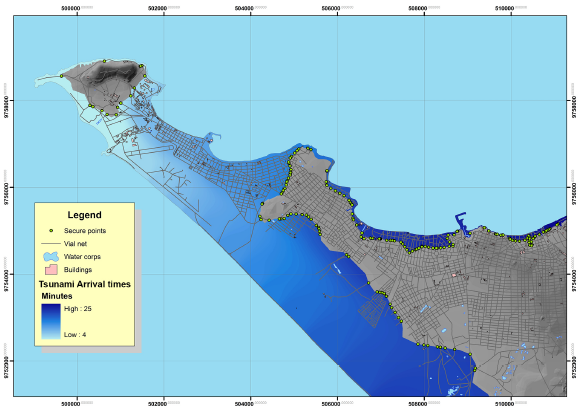 500000 502000 504000 506000 508000 510000
9758000
9756000
9754000
9752000
Legend
Secure points
Vial net
Water corps
Buildings
Tsunami Arrival times
Minutes
High : 25
Low : 4